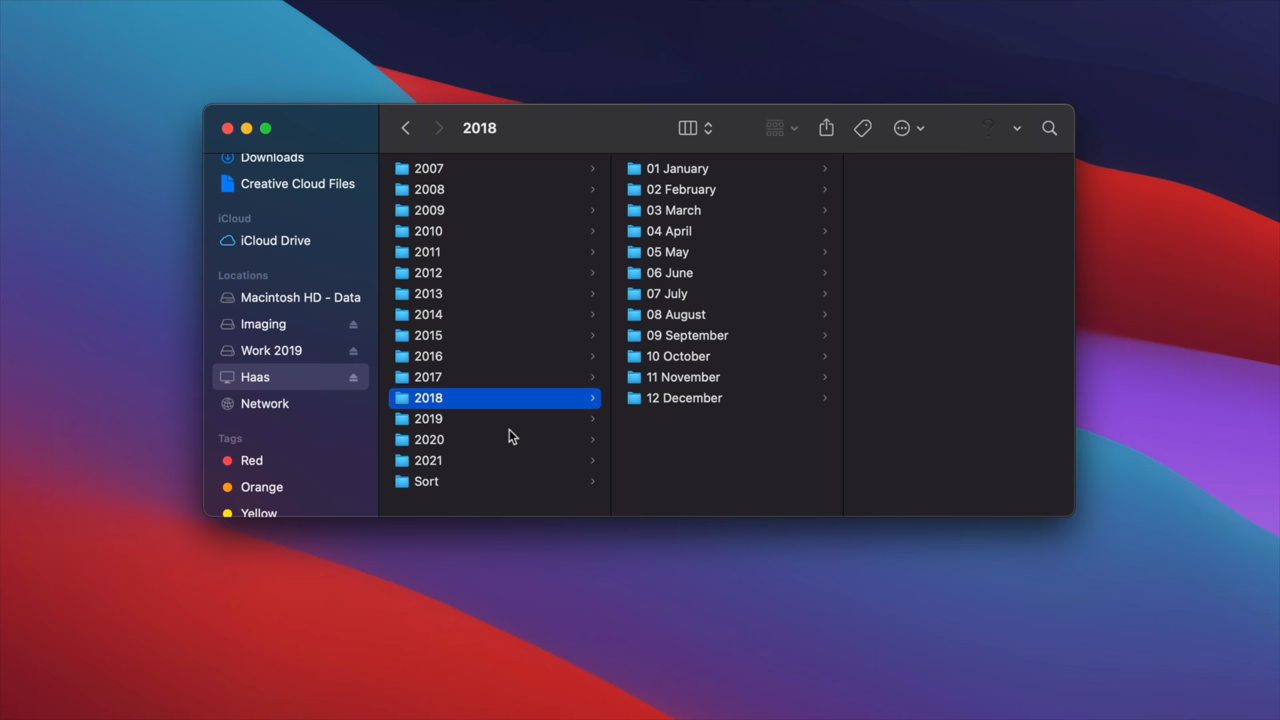 2018
Downloads
Creative Cloud Files
iCloud
iCloud Drive
Locations
Macintosh HD - Data
Imaging
Work 2019
Haas
Network
Tags
Red
Orange
Yellow
2007
2008
2009
2010
2011
2012
2013
2014
2015
2016
2017
2018
2019
2020
2021
Sort
01 January
02 February
03 March
04 April
05 May
06 June
07 July
08 August
09 September
10 October
11 November
12 December